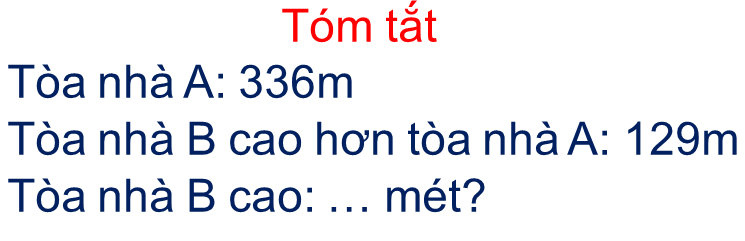 Tóm tắt
Tòa nhà A: 336m
Tòa nhà B cao hơn tòa nhà A: 129m
Tòa nhà B cao: … mét?